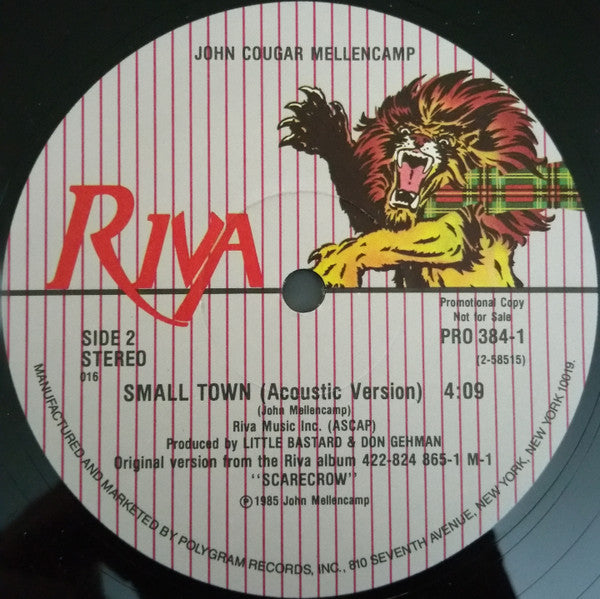 JOHN COUGAR MELLENCAMP
RIVA
Promotional Copy
Not for Sale
SIDE 2
PRO 384-1
STEREO
(2-58515)
016
SMALL TOWN (Acoustic Version) 4:09
(John Mellencamp)
Riva Music Inc. (ASCAP)
Produced by LITTLE BASTARD & DON GEHMAN
Original version from the Riva album 422-824 865-1 M-1
"SCARECROW"
℗1985 John Mellencamp
MANUFACTURED AND MARKETED BY POLYGRAM RECORDS, INC., 810 SEVENTH AVENUE, NEW YORK, NEW YORK 10019.